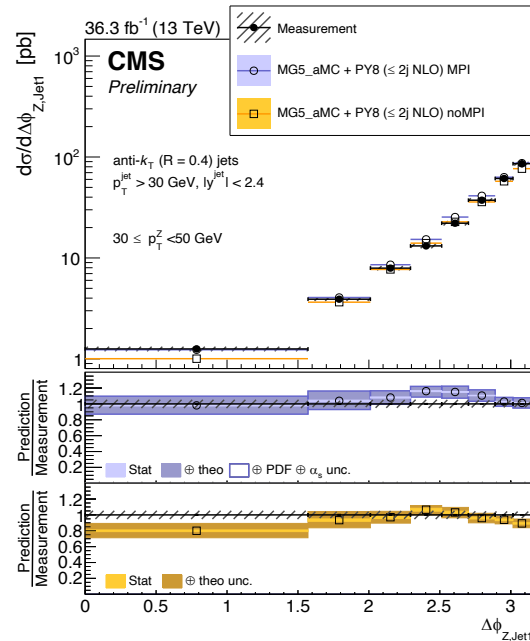 36.3 fb⁻¹ (13 TeV)
Measurement
MG5_aMC + PY8 (≤ 2j NLO) MPI
MG5_aMC + PY8 (≤ 2j NLO) noMPI
CMS
Preliminary
anti-k_T (R = 0.4) jets
p_T^jet > 30 GeV, |y^jet| < 2.4
30 ≤ p_T^Z <50 GeV
dσ/dΔϕ_Z,Jet1 [pb]
10³
10²
10
1
Prediction
Measurement
1.2
1
0.8
0.6
0.4
0.2
Stat ⊕ theo ⊕ PDF ⊕ α_s unc.
Prediction
Measurement
1.2
1
0.8
0.6
0.4
0.2
Stat ⊕ theo unc.
0 0.5 1 1.5 2 2.5 3
Δϕ_Z,Jet1